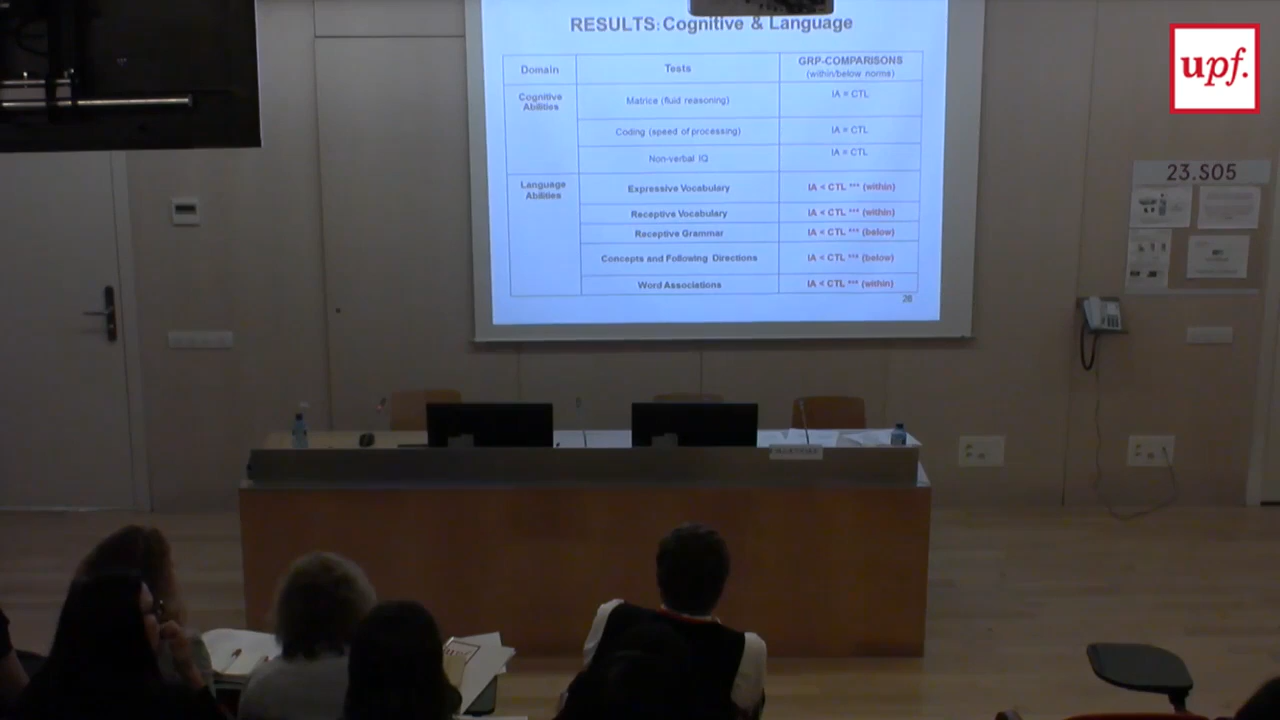 RESULTS: Cognitive & Language
Domain
Tests
GRP-COMPARISONS
(within/below norms)
Cognitive
Abilities
Matrice (fluid reasoning)
IA = CTL
Coding (speed of processing)
IA = CTL
Non-verbal IQ
IA = CTL
Language
Abilities
Expressive Vocabulary
IA < CTL *** (within)
Receptive Vocabulary
IA < CTL *** (within)
Receptive Grammar
IA < CTL *** (below)
Concepts and Following Directions
IA < CTL *** (below)
Word Associations
IA < CTL *** (within)
upf.
23.S05